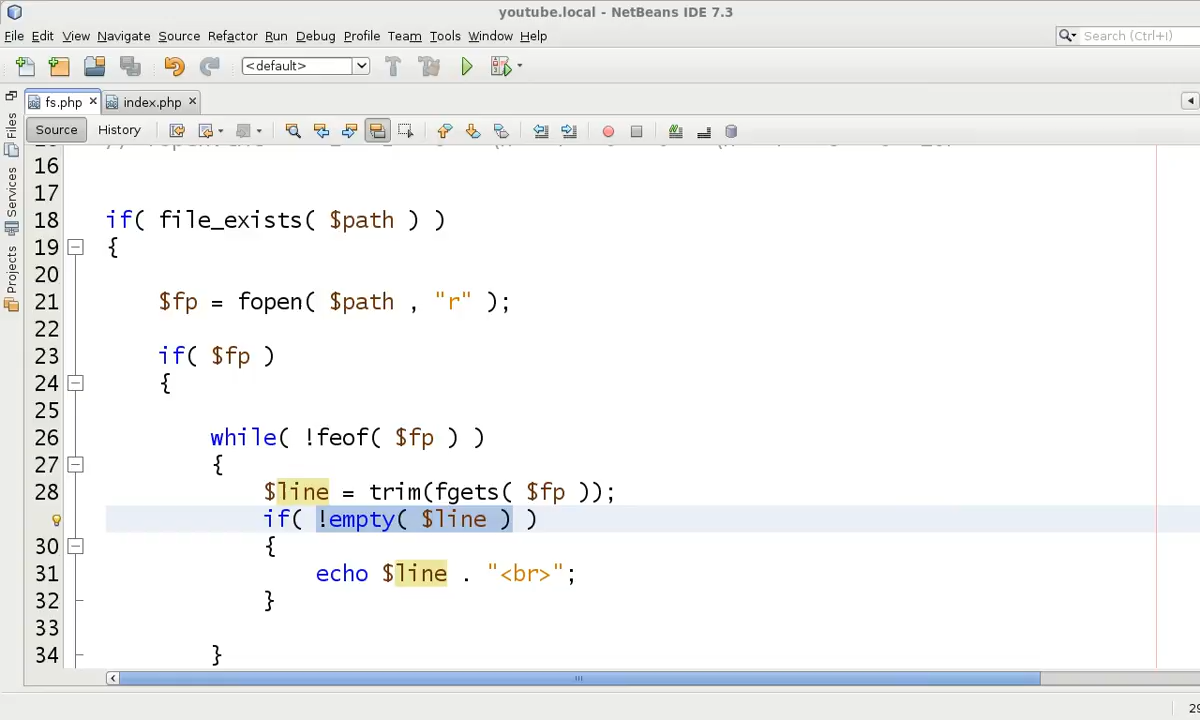 youtube.local - NetBeans IDE 7.3
File Edit View Navigate Source Refactor Run Debug Profile Team Tools Window Help
Search (Ctrl+I)
<default>
fs.php
index.php
Source History
Files
Services
Projects
16
17
18 if( file_exists( $path ) )
19 {
20
21 $fp = fopen( $path , "r" );
22
23 if( $fp )
24 {
25
26 while( !feof( $fp ) )
27 {
28 $line = trim(fgets( $fp ));
if( !empty( $line ) )
30 {
31 echo $line . "<br>";
32 }
33
34 }